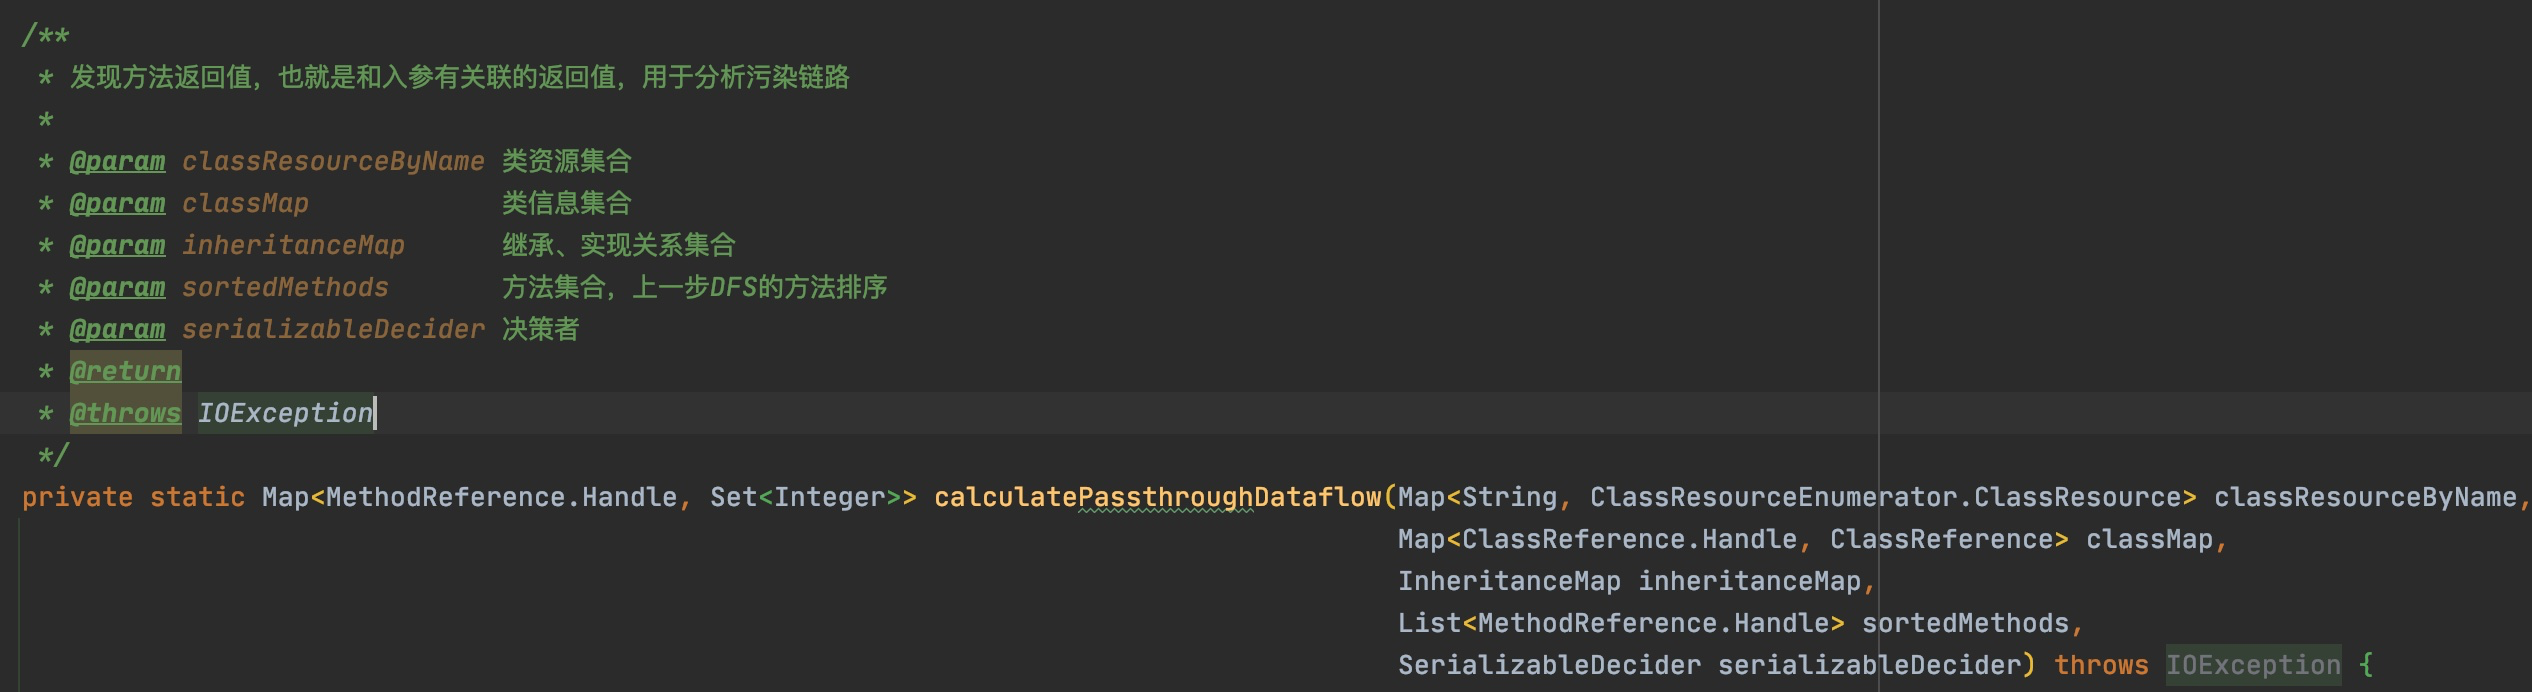 /**
* 发现方法返回值，也就是和入参有关联的返回值，用于分析污染链路
*
* @param classResourceByName 类资源集合
* @param classMap 类信息集合
* @param inheritanceMap 继承、实现关系集合
* @param sortedMethods 方法集合，上一步DFS的方法排序
* @param serializableDecider 决策者
* @return
* @throws IOException
*/
private static Map<MethodReference.Handle, Set<Integer>> calculatePassthroughDataflow(Map<String, ClassResourceEnumerator.ClassResource> classResourceByName,
Map<ClassReference.Handle, ClassReference> classMap,
InheritanceMap inheritanceMap,
List<MethodReference.Handle> sortedMethods,
SerializableDecider serializableDecider) throws IOException {